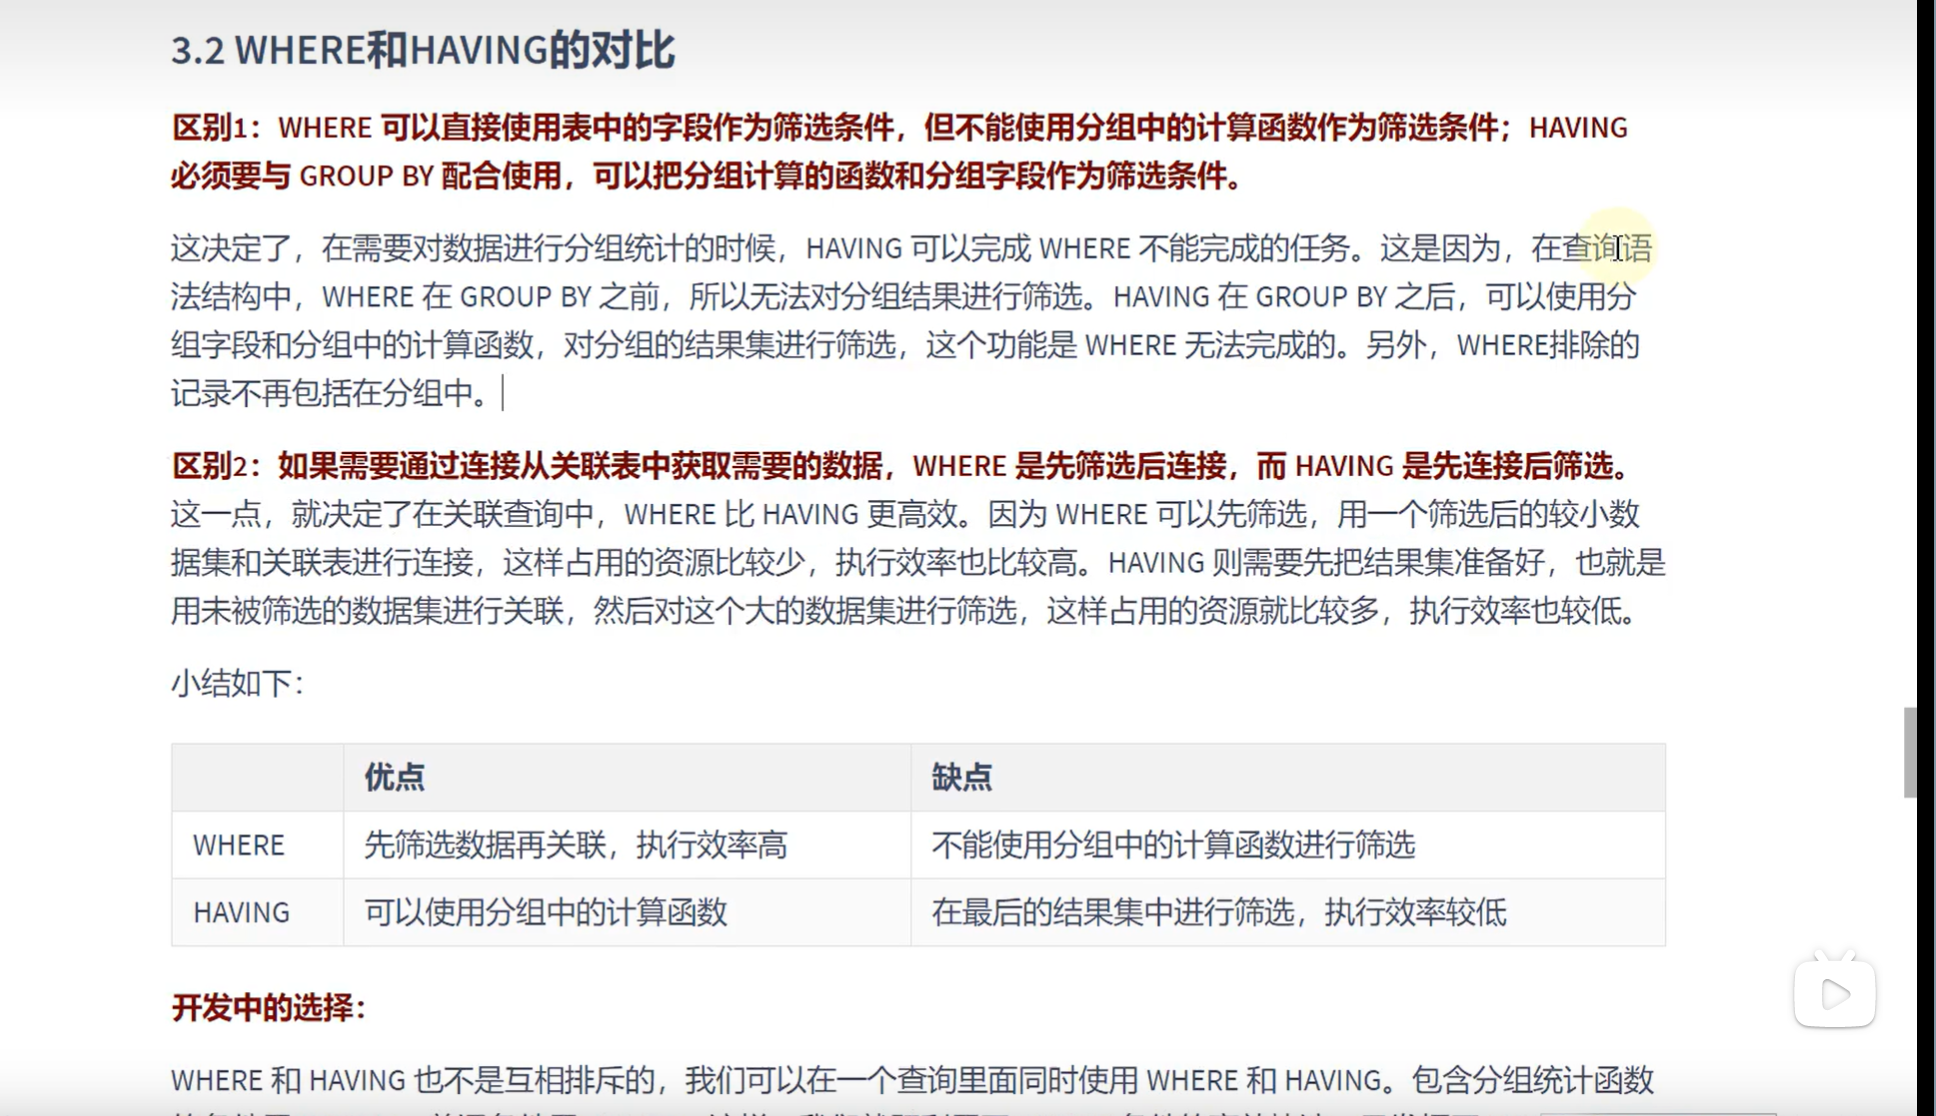 3.2 WHERE和HAVING的对比
区别1：WHERE 可以直接使用表中的字段作为筛选条件，但不能使用分组中的计算函数作为筛选条件；HAVING
必须要与 GROUP BY 配合使用，可以把分组计算的函数和分组字段作为筛选条件。
这决定了，在需要对数据进行分组统计的时候，HAVING 可以完成 WHERE 不能完成的任务。这是因为，在查询语
法结构中，WHERE 在 GROUP BY 之前，所以无法对分组结果进行筛选。HAVING 在 GROUP BY 之后，可以使用分
组字段和分组中的计算函数，对分组的结果集进行筛选，这个功能是 WHERE 无法完成的。另外，WHERE排除的
记录不再包括在分组中。
区别2：如果需要通过连接从关联表中获取需要的数据，WHERE 是先筛选后连接，而 HAVING 是先连接后筛选。
这一点，就决定了在关联查询中，WHERE 比 HAVING 更高效。因为 WHERE 可以先筛选，用一个筛选后的较小数
据集和关联表进行连接，这样占用的资源比较少，执行效率也比较高。HAVING 则需要先把结果集准备好，也就是
用未被筛选的数据集进行关联，然后对这个大的数据集进行筛选，这样占用的资源就比较多，执行效率也较低。
小结如下：
优点 缺点
WHERE 先筛选数据再关联，执行效率高 不能使用分组中的计算函数进行筛选
HAVING 可以使用分组中的计算函数 在最后的结果集中进行筛选，执行效率较低
开发中的选择：
WHERE 和 HAVING 也不是互相排斥的，我们可以在一个查询里面同时使用 WHERE 和 HAVING。包含分组统计函数